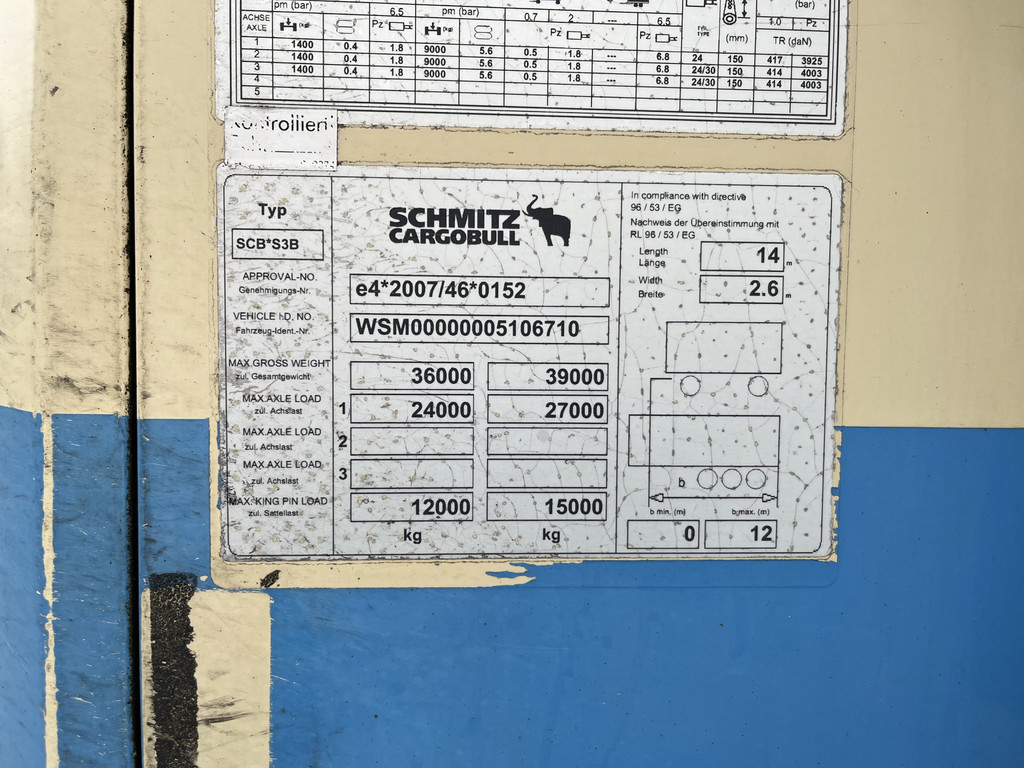 pm (bar) 6.5 pm (bar) 0.7 2 --- 6.5 (bar)
ACHSE
AXLE
Pz Pz Pz 1.0 Pz
(mm) TR (daN)
1 1400 0.4 1.8 9000 5.6 0.5 1.8 --- 6.8 24 150 417 3925
2 1400 0.4 1.8 9000 5.6 0.5 1.8 --- 6.8 24/30 150 414 4003
3 1400 0.4 1.8 9000 5.6 0.5 1.8 --- 6.8 24/30 150 414 4003
4
5
Typ
SCB*S3B
SCHMITZ
CARGOBULL
APPROVAL-NO.
Genehmigungs-Nr.
e4*2007/46*0152
VEHICLE I.D. NO.
Fahrzeug-Ident.-Nr.
WSM00000005106710
MAX.GROSS WEIGHT
zul. Gesamtgewicht
36000 39000
MAX.AXLE LOAD
zul. Achslast
1 24000 27000
MAX.AXLE LOAD
zul. Achslast
2
MAX.AXLE LOAD
zul. Achslast
3
MAX.KING PIN LOAD
zul. Sattellast
12000 15000
kg kg
In compliance with directive
96 / 53 / EG
Nachweis der Übereinstimmung mit
RL 96 / 53 / EG
Length
Länge
14 m
Width
Breite
2.6 m
b
b min. (m) b max. (m)
0 12